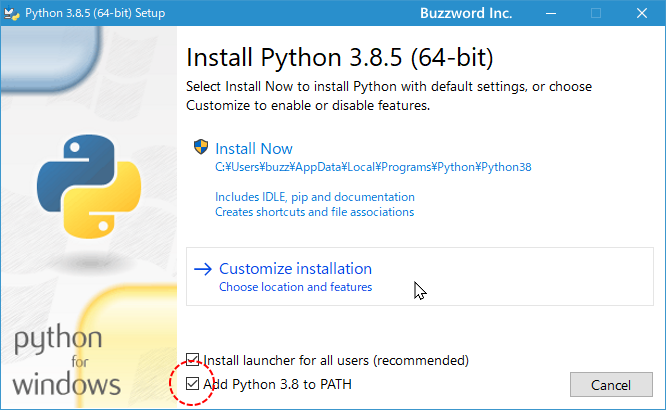 Python 3.8.5 (64-bit) Setup
Buzzword Inc.
Install Python 3.8.5 (64-bit)
Select Install Now to install Python with default settings, or choose
Customize to enable or disable features.
Install Now
C:¥Users¥buzz¥AppData¥Local¥Programs¥Python¥Python38
Includes IDLE, pip and documentation
Creates shortcuts and file associations
Customize installation
Choose location and features
python
for
windows
Install launcher for all users (recommended)
Add Python 3.8 to PATH
Cancel